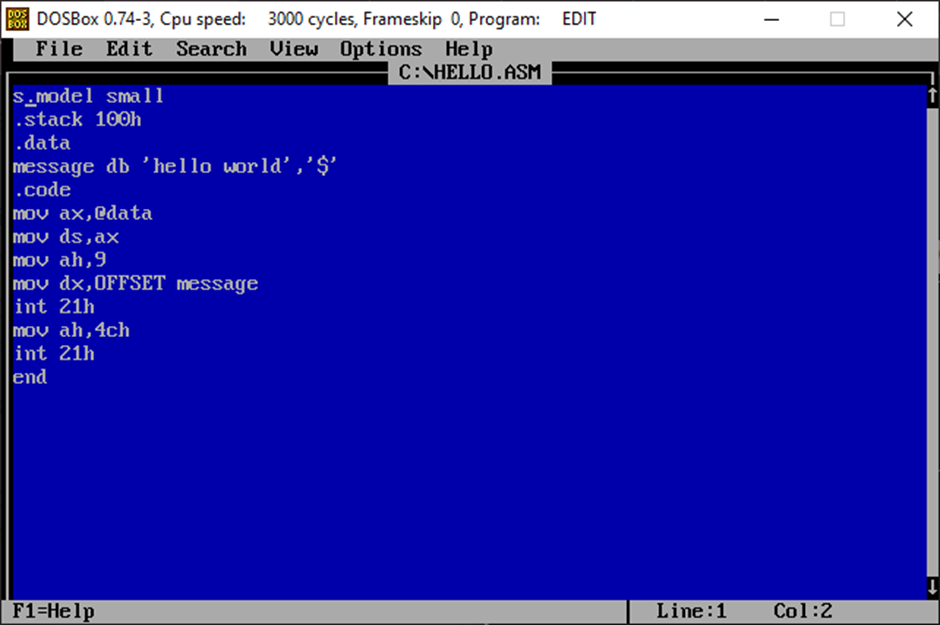 DOS BOX DOSBox 0.74-3, Cpu speed: 3000 cycles, Frameskip 0, Program: EDIT
File Edit Search View Options Help
C:\HELLO.ASM
s.model small
.stack 100h
.data
message db 'hello world','$'
.code
mov ax,@data
mov ds,ax
mov ah,9
mov dx,OFFSET message
int 21h
mov ah,4ch
int 21h
end
F1=Help Line:1 Col:2